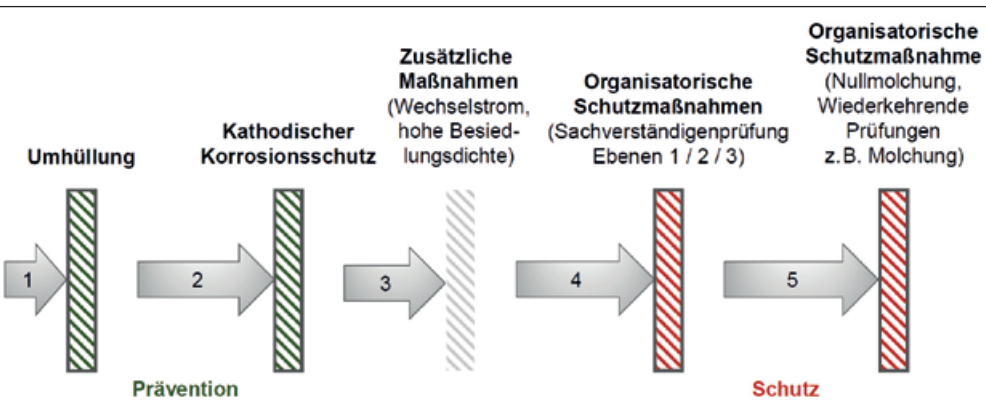 Umhüllung
Kathodischer
Korrosionsschutz
Zusätzliche
Maßnahmen
(Wechselstrom,
hohe Besied-
lungsdichte)
Organisatorische
Schutzmaßnahmen
(Sachverständigenprüfung
Ebenen 1 / 2 / 3)
Organisatorische
Schutzmaßnahme
(Nullmolchung,
Wiederkehrende
Prüfungen
z.B. Molchung)
1
2
3
4
5
Prävention
Schutz